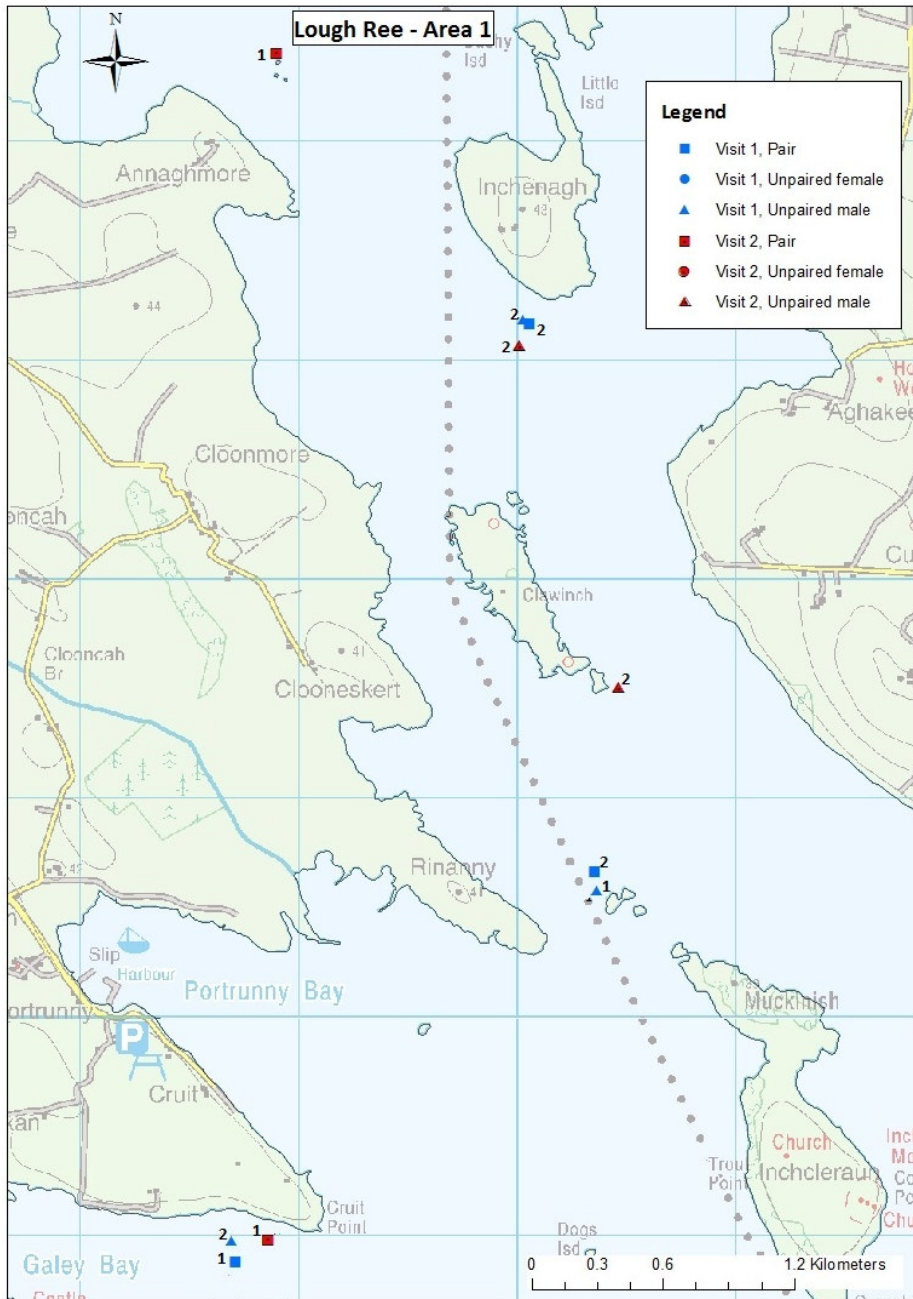 Lough Ree - Area 1
N
1
Isd
Little
Isd
Legend
Visit 1, Pair
Visit 1, Unpaired female
Visit 1, Unpaired male
Visit 2, Pair
Visit 2, Unpaired female
Visit 2, Unpaired male
Annaghmore
Inchenagh
48
44
2
2
2
Aghakee
Cloonmore
Clawinch
Clooncah
Br
41
Clooneskert
2
Rinanny
41
2
1
Slip
Harbour
Portrunny Bay
ortrunny
P
Muckinish
Cruit
Church
Inchcleraun
Trout
Point
Cruit
Point
Dogs
Isd
2
1
1
Galey Bay
0 0.3 0.6 1.2 Kilometers